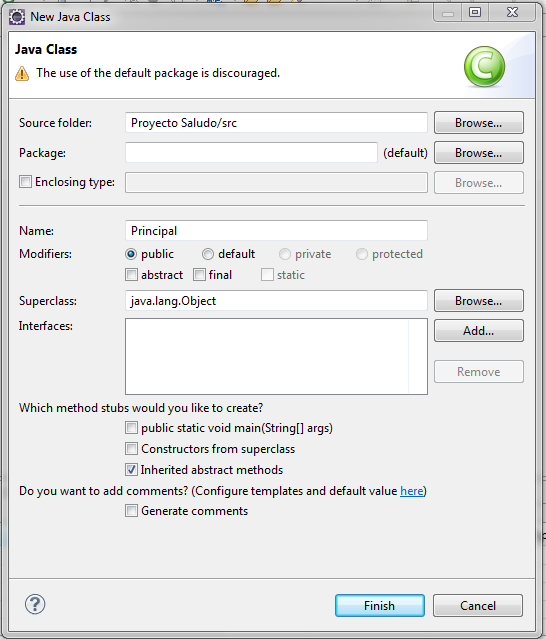 New Java Class
Java Class
The use of the default package is discouraged.
Source folder: Proyecto Saludo/src Browse...
Package: (default) Browse...
Enclosing type: Browse...
Name: Principal
Modifiers: public default private protected
abstract final static
Superclass: java.lang.Object Browse...
Interfaces: Add...
Remove
Which method stubs would you like to create?
public static void main(String[] args)
Constructors from superclass
Inherited abstract methods
Do you want to add comments? (Configure templates and default value here)
Generate comments
? Finish Cancel